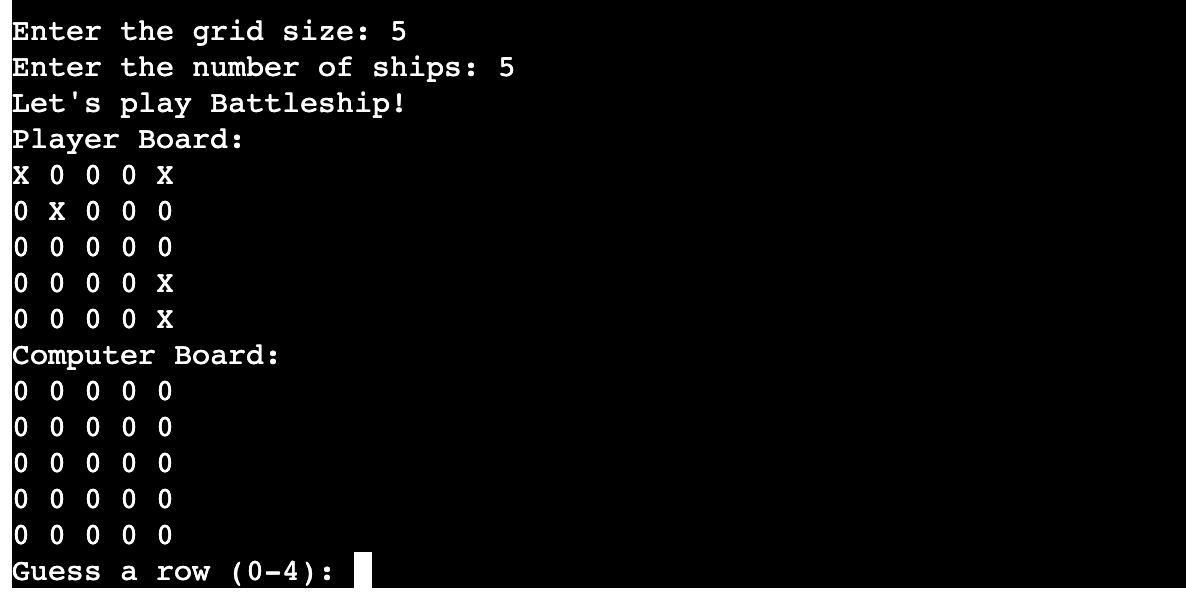 Enter the grid size: 5
Enter the number of ships: 5
Let's play Battleship!
Player Board:
X 0 0 0 X
0 X 0 0 0
0 0 0 0 0
0 0 0 0 X
0 0 0 0 X
Computer Board:
0 0 0 0 0
0 0 0 0 0
0 0 0 0 0
0 0 0 0 0
0 0 0 0 0
Guess a row (0-4):